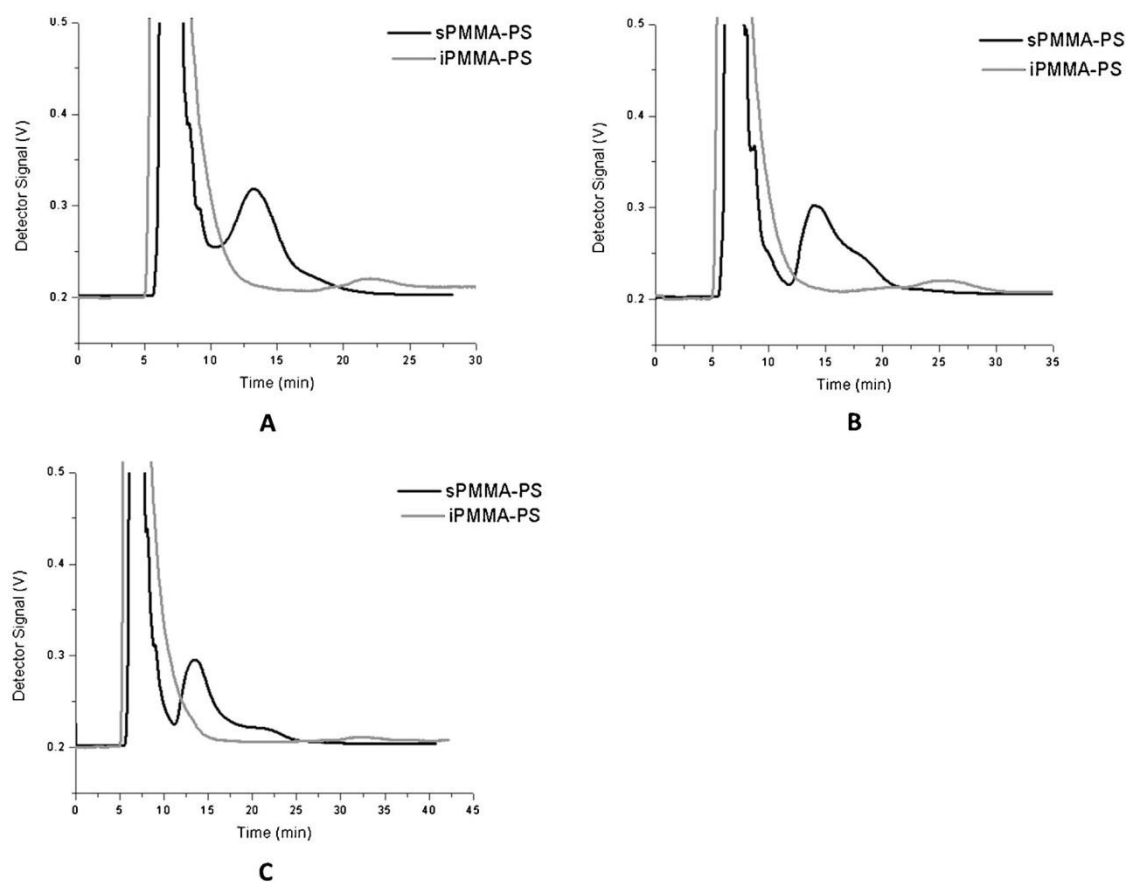 0.5
0.4
0.3
0.2
Detector Signal (V)
sPMMA-PS
iPMMA-PS
0 5 10 15 20 25 30
Time (min)
A
0.5
0.4
0.3
0.2
Detector Signal (V)
sPMMA-PS
iPMMA-PS
0 5 10 15 20 25 30 35
Time (min)
B
0.5
0.4
0.3
0.2
Detector Signal (V)
sPMMA-PS
iPMMA-PS
0 5 10 15 20 25 30 35 40 45
Time (min)
C